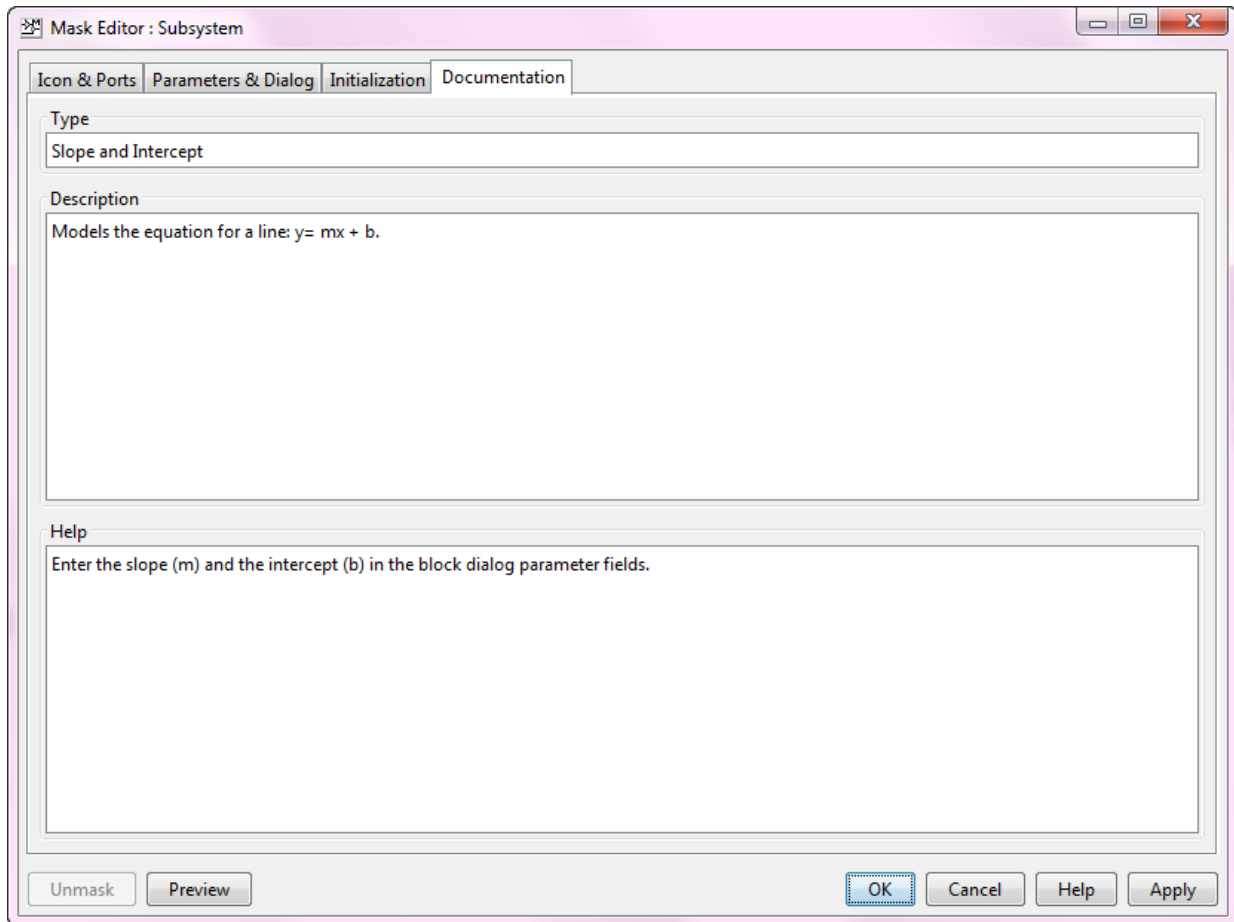 Mask Editor : Subsystem
Icon & Ports Parameters & Dialog Initialization Documentation
Type
Slope and Intercept
Description
Models the equation for a line: y= mx + b.
Help
Enter the slope (m) and the intercept (b) in the block dialog parameter fields.
Unmask Preview OK Cancel Help Apply